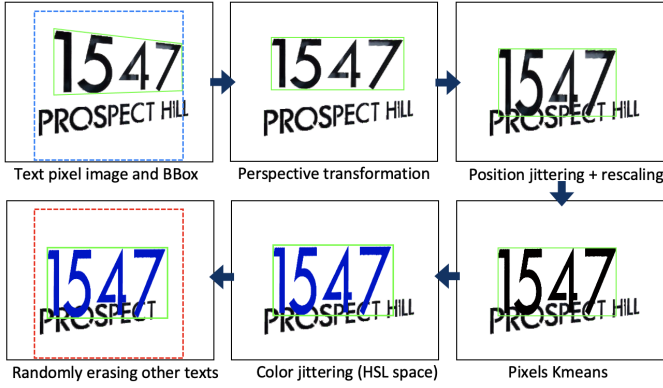 1547
PROSPECT HiLL
Text pixel image and BBox
1547
PROSPECT HiLL
Perspective transformation
1547
PROSPECT HiLL
Position jittering + rescaling
1547
PROSPECT
Randomly erasing other texts
1547
PROSPECT HiLL
Color jittering (HSL space)
1547
PROSPECT HiLL
Pixels Kmeans